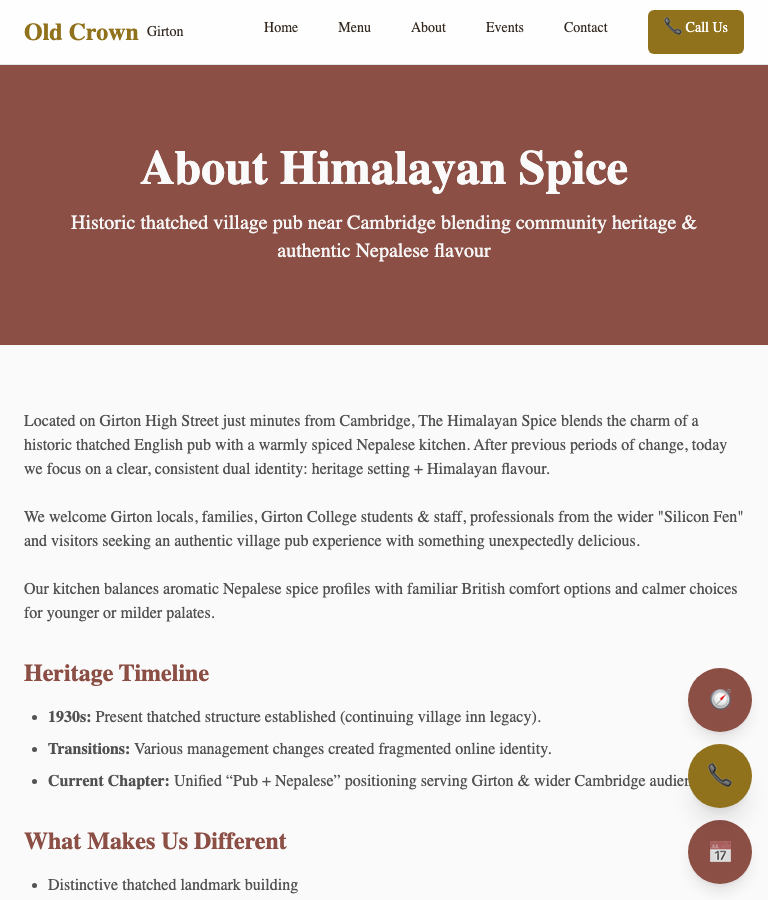 Old Crown Girton Home Menu About Events Contact 📞 Call Us
About Himalayan Spice
Historic thatched village pub near Cambridge blending community heritage &
authentic Nepalese flavour
Located on Girton High Street just minutes from Cambridge, The Himalayan Spice blends the charm of a
historic thatched English pub with a warmly spiced Nepalese kitchen. After previous periods of change, today
we focus on a clear, consistent dual identity: heritage setting + Himalayan flavour.
We welcome Girton locals, families, Girton College students & staff, professionals from the wider "Silicon Fen"
and visitors seeking an authentic village pub experience with something unexpectedly delicious.
Our kitchen balances aromatic Nepalese spice profiles with familiar British comfort options and calmer choices
for younger or milder palates.
Heritage Timeline
• 1930s: Present thatched structure established (continuing village inn legacy).
• Transitions: Various management changes created fragmented online identity.
• Current Chapter: Unified “Pub + Nepalese” positioning serving Girton & wider Cambridge
17
What Makes Us Different
• Distinctive thatched landmark building